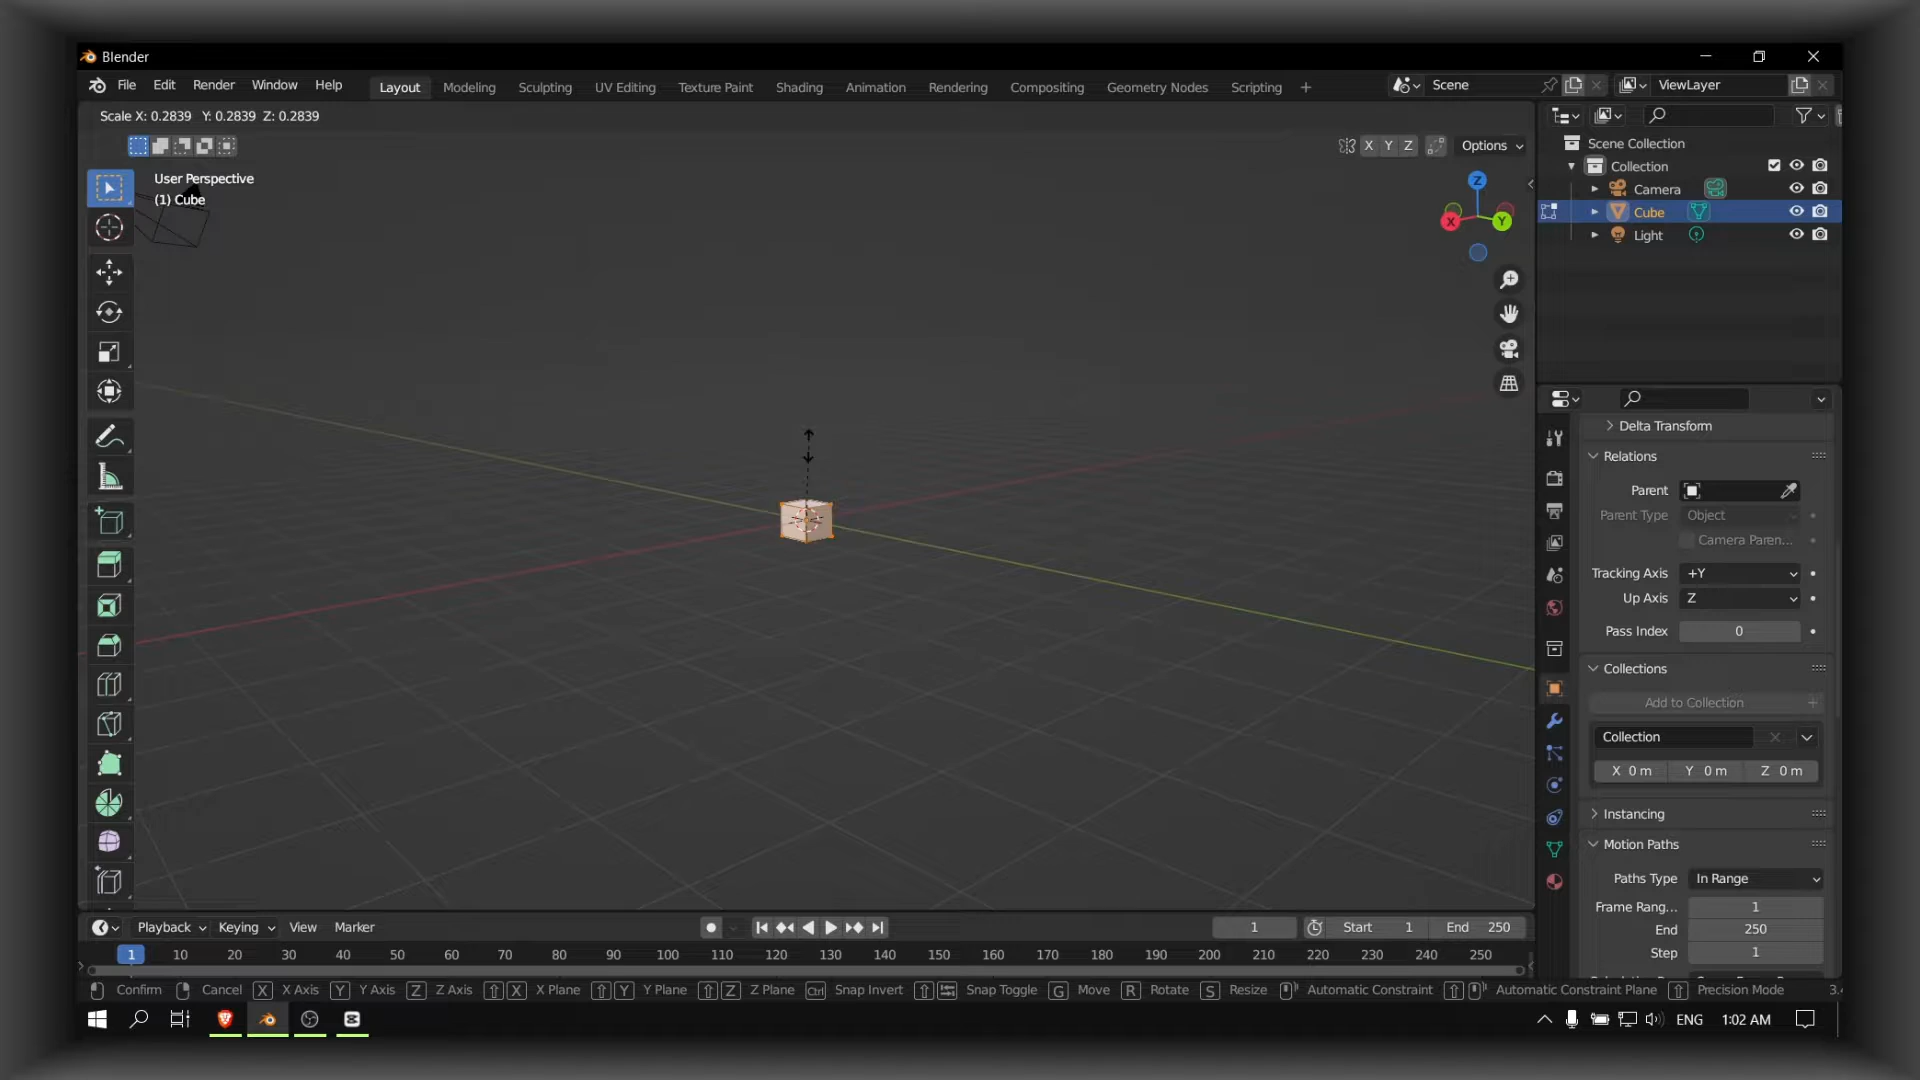 Blender
File Edit Render Window Help Layout Modeling Sculpting UV Editing Texture Paint Shading Animation Rendering Compositing Geometry Nodes Scripting + Scene ViewLayer
Scale X: 0.2839 Y: 0.2839 Z: 0.2839
X Y Z Options
User Perspective
(1) Cube
Z
X
Y
Scene Collection
Collection
Camera
Cube
Light
Delta Transform
Relations
Parent
Parent Type Object
Camera Paren...
Tracking Axis +Y
Up Axis Z
Pass Index 0
Collections
Add to Collection +
Collection
X 0 m Y 0 m Z 0 m
Instancing
Motion Paths
Paths Type In Range
Frame Rang... 1
End 250
Step 1
Playback Keying View Marker 1 Start 1 End 250
1 10 20 30 40 50 60 70 80 90 100 110 120 130 140 150 160 170 180 190 200 210 220 230 240 250
Confirm Cancel X X Axis Y Y Axis Z Z Axis X X Plane Y Y Plane Z Z Plane Ctrl Snap Invert Snap Toggle G Move R Rotate S Resize Automatic Constraint Automatic Constraint Plane Precision Mode 3.4
ENG 1:02 AM